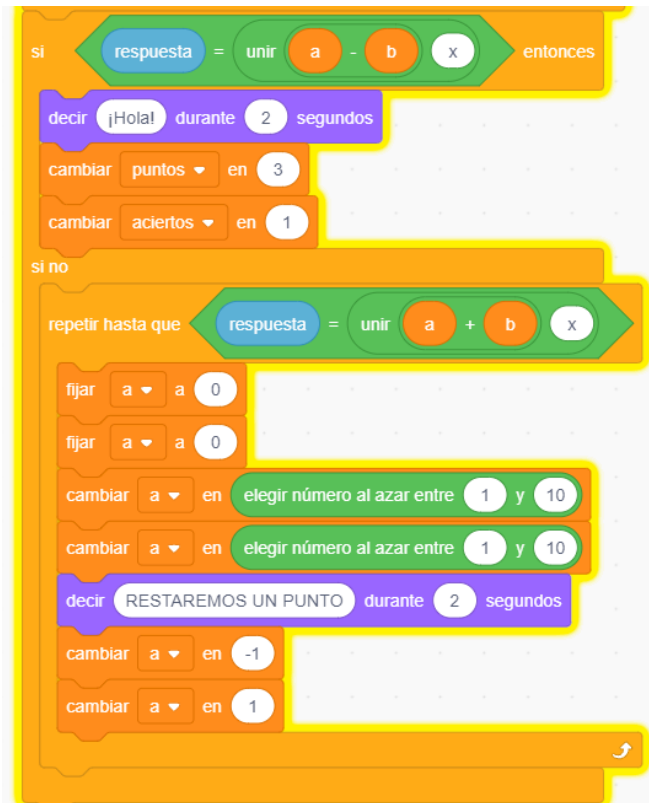 si respuesta = unir a - b x entonces
decir ¡Hola! durante 2 segundos
cambiar puntos en 3
cambiar aciertos en 1
si no
repetir hasta que respuesta = unir a + b x
fijar a a 0
fijar a a 0
cambiar a en elegir número al azar entre 1 y 10
cambiar a en elegir número al azar entre 1 y 10
decir RESTAREMOS UN PUNTO durante 2 segundos
cambiar a en -1
cambiar a en 1